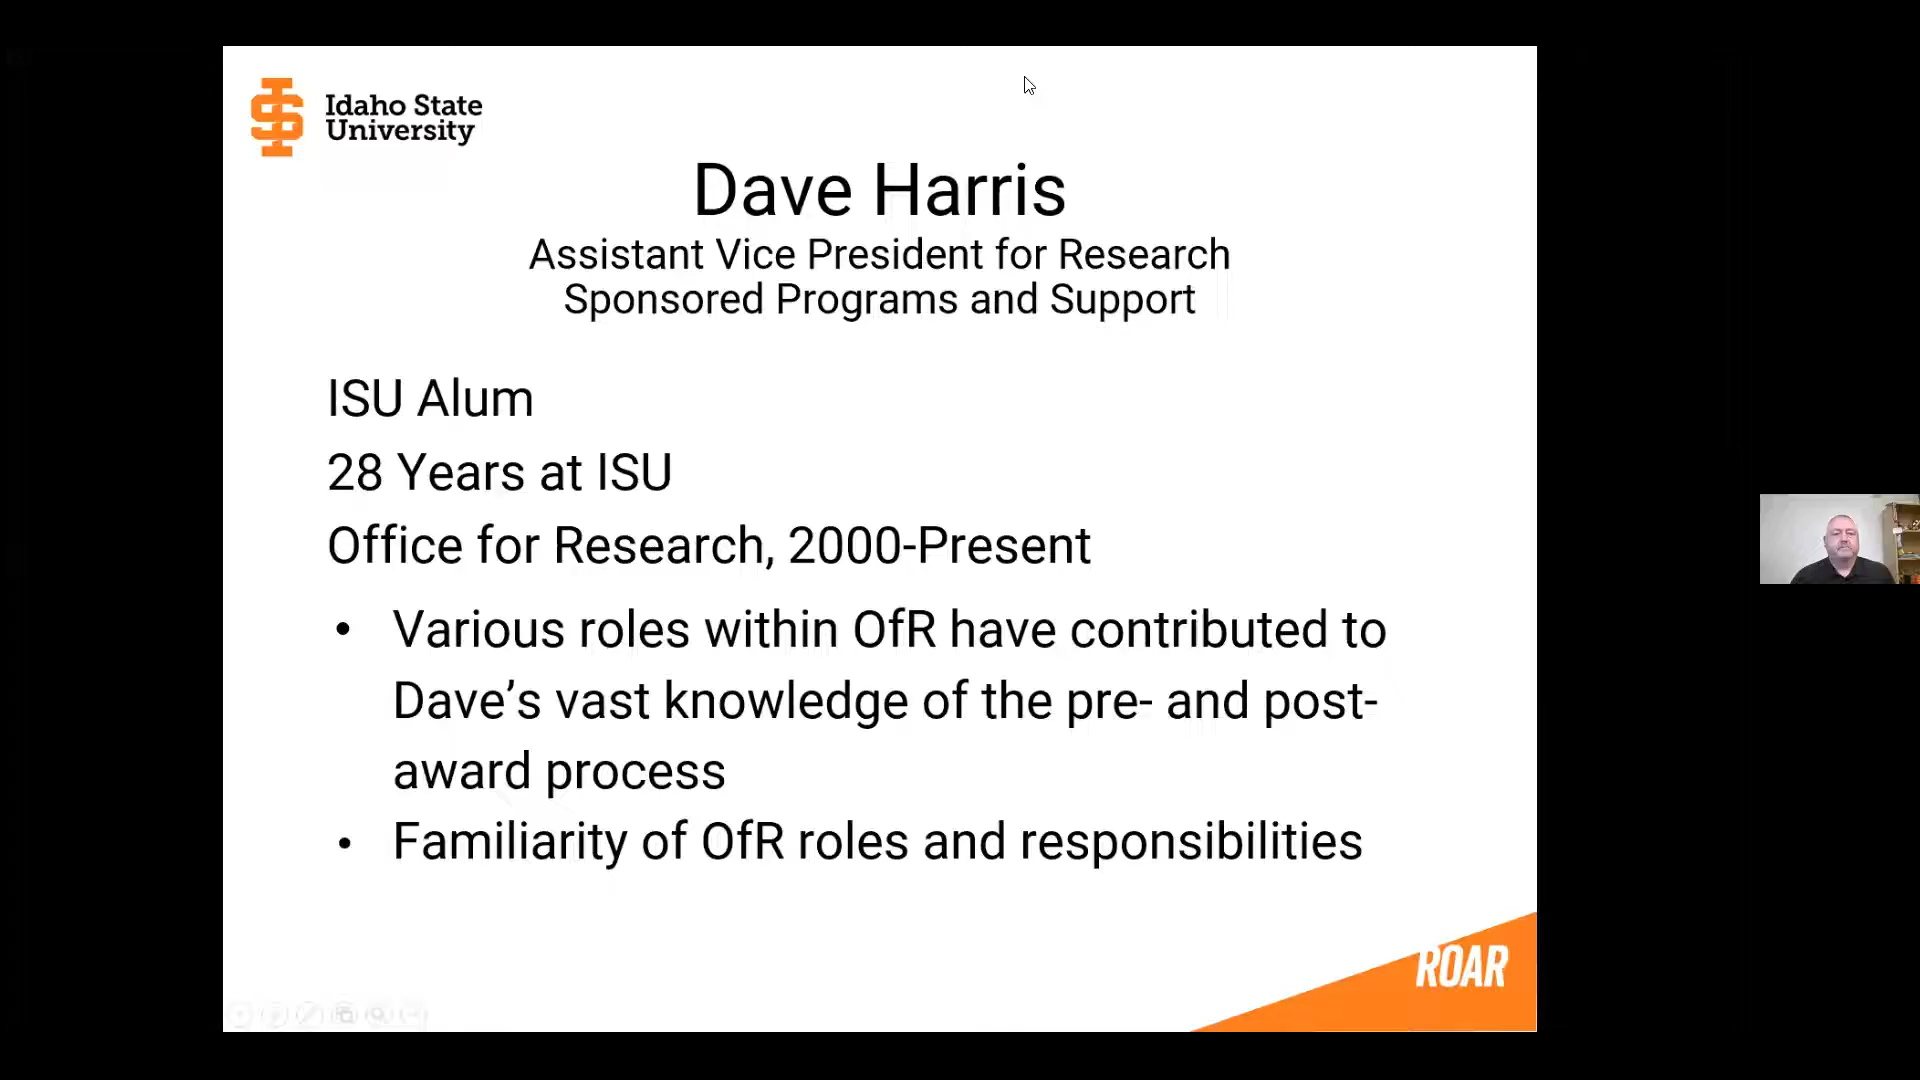 Idaho State
University
Dave Harris
Assistant Vice President for Research
Sponsored Programs and Support
ISU Alum
28 Years at ISU
Office for Research, 2000-Present
• Various roles within OfR have contributed to
Dave’s vast knowledge of the pre- and post-
award process
• Familiarity of OfR roles and responsibilities
ROAR